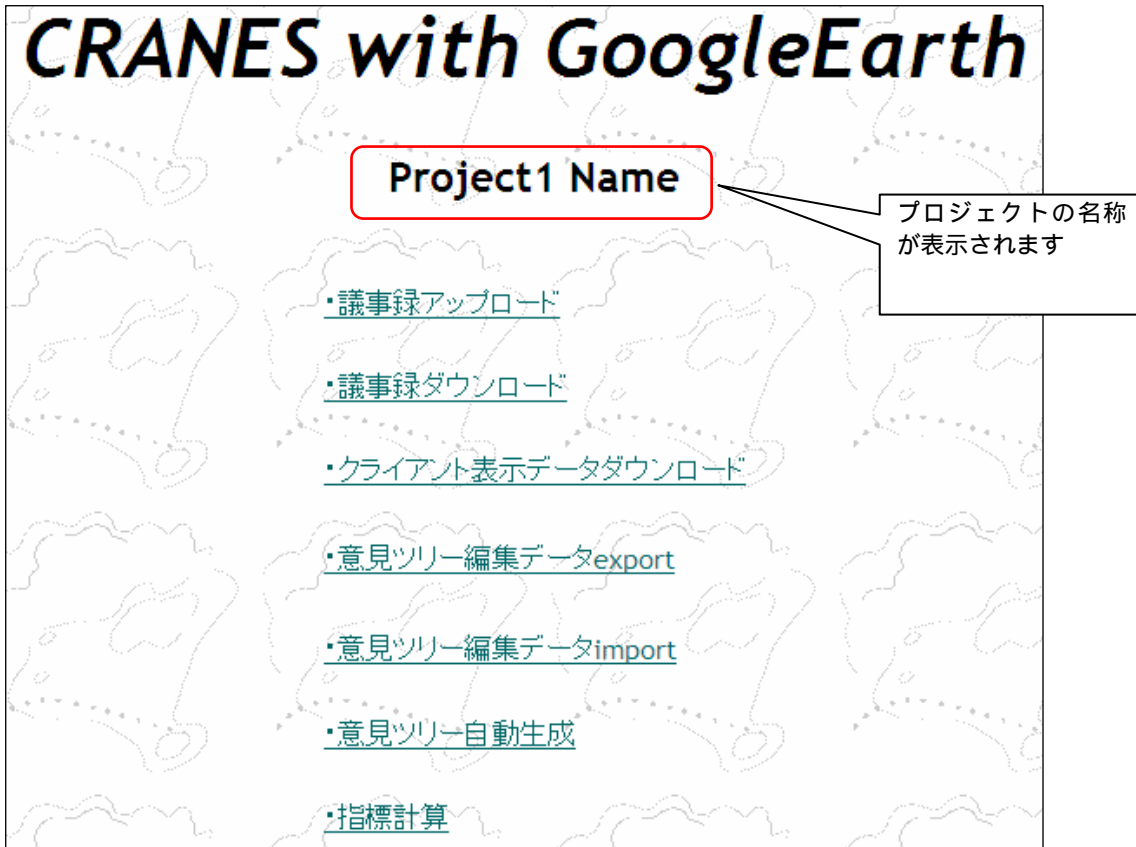 CRANES with GoogleEarth
Project1 Name
プロジェクトの名称
が表示されます
・議事録アップロード
・議事録ダウンロード
・クライアント表示データダウンロード
・意見ツリー編集データexport
・意見ツリー編集データimport
・意見ツリー自動生成
・指標計算